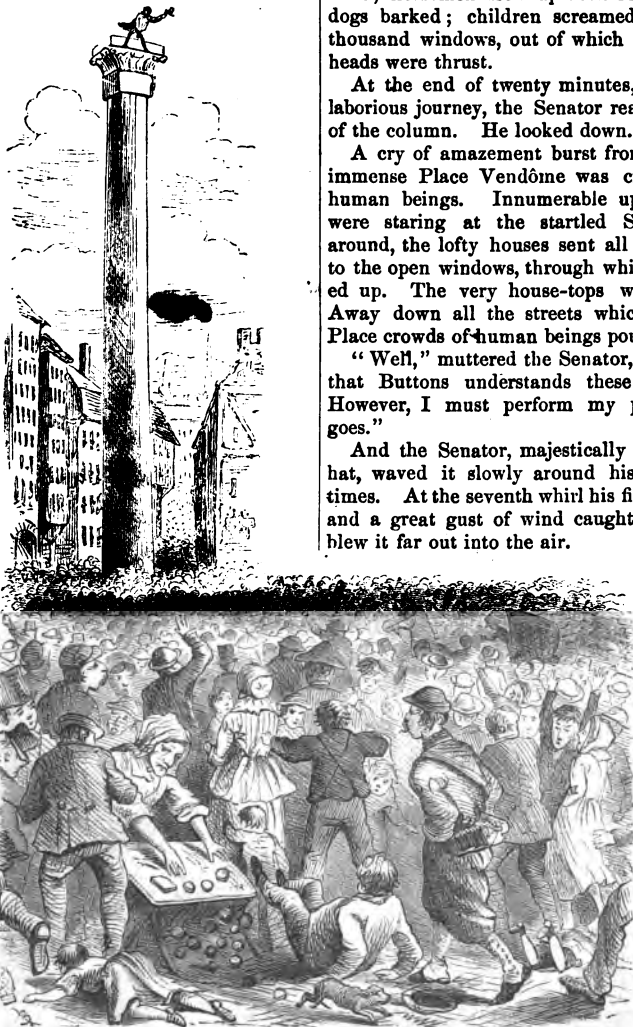 dogs barked; children screamed
thousand windows, out of which
heads were thrust.
At the end of twenty minutes,
laborious journey, the Senator rea
of the column. He looked down.
A cry of amazement burst from
immense Place Vendôme was c
human beings. Innumerable up
were staring at the startled S
around, the lofty houses sent all
to the open windows, through whi
ed up. The very house-tops w
Away down all the streets whic
Place crowds of human beings pou
“Well,” muttered the Senator,
that Buttons understands these
However, I must perform my p
goes.”
And the Senator, majestically
hat, waved it slowly around his
times. At the seventh whirl his fi
and a great gust of wind caught
blew it far out into the air.